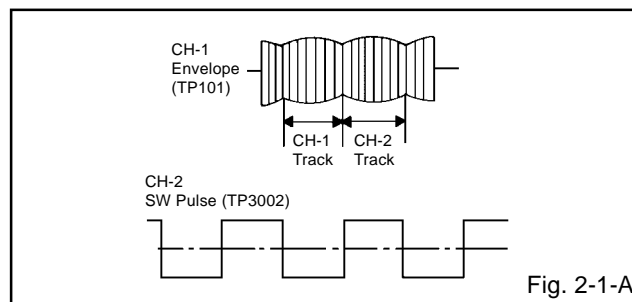 CH-1
Envelope
(TP101)
CH-1
Track
CH-2
Track
CH-2
SW Pulse (TP3002)
Fig. 2-1-A